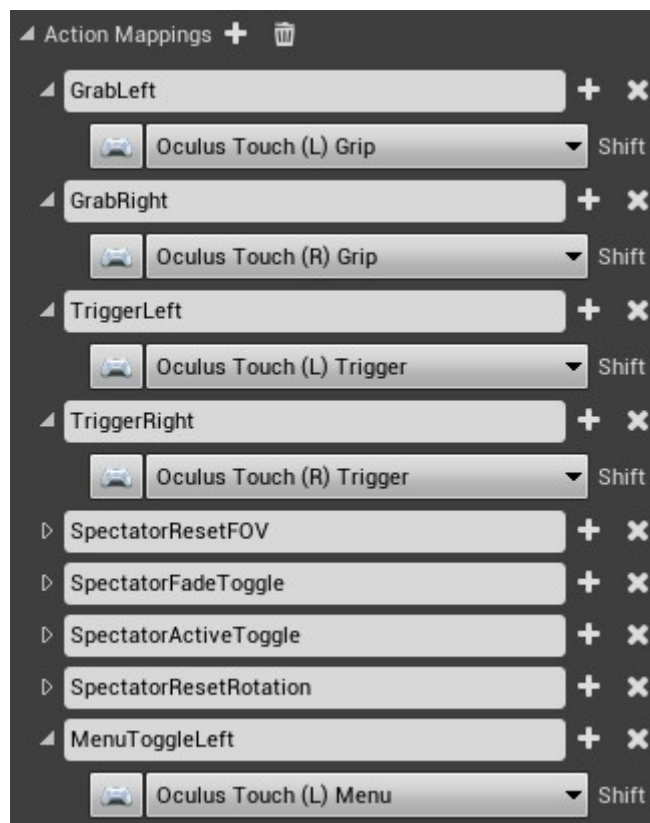 Action Mappings
GrabLeft
Oculus Touch (L) Grip Shift
GrabRight
Oculus Touch (R) Grip Shift
TriggerLeft
Oculus Touch (L) Trigger Shift
TriggerRight
Oculus Touch (R) Trigger Shift
SpectatorResetFOV
SpectatorFadeToggle
SpectatorActiveToggle
SpectatorResetRotation
MenuToggleLeft
Oculus Touch (L) Menu Shift